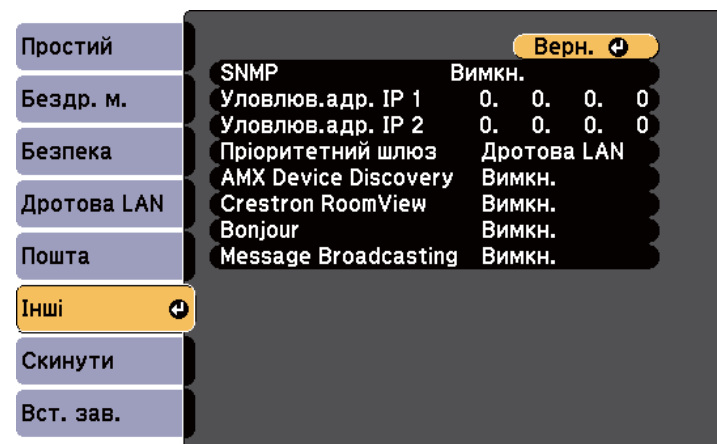 Простий
Бездр. м.
Безпека
Дротова LAN
Пошта
Інші
Скинути
Вст. зав.
Верн.
SNMP Вимкн.
Уловлюв.адр. IP 1 0. 0. 0. 0
Уловлюв.адр. IP 2 0. 0. 0. 0
Пріоритетний шлюз Дротова LAN
AMX Device Discovery Вимкн.
Crestron RoomView Вимкн.
Bonjour Вимкн.
Message Broadcasting Вимкн.